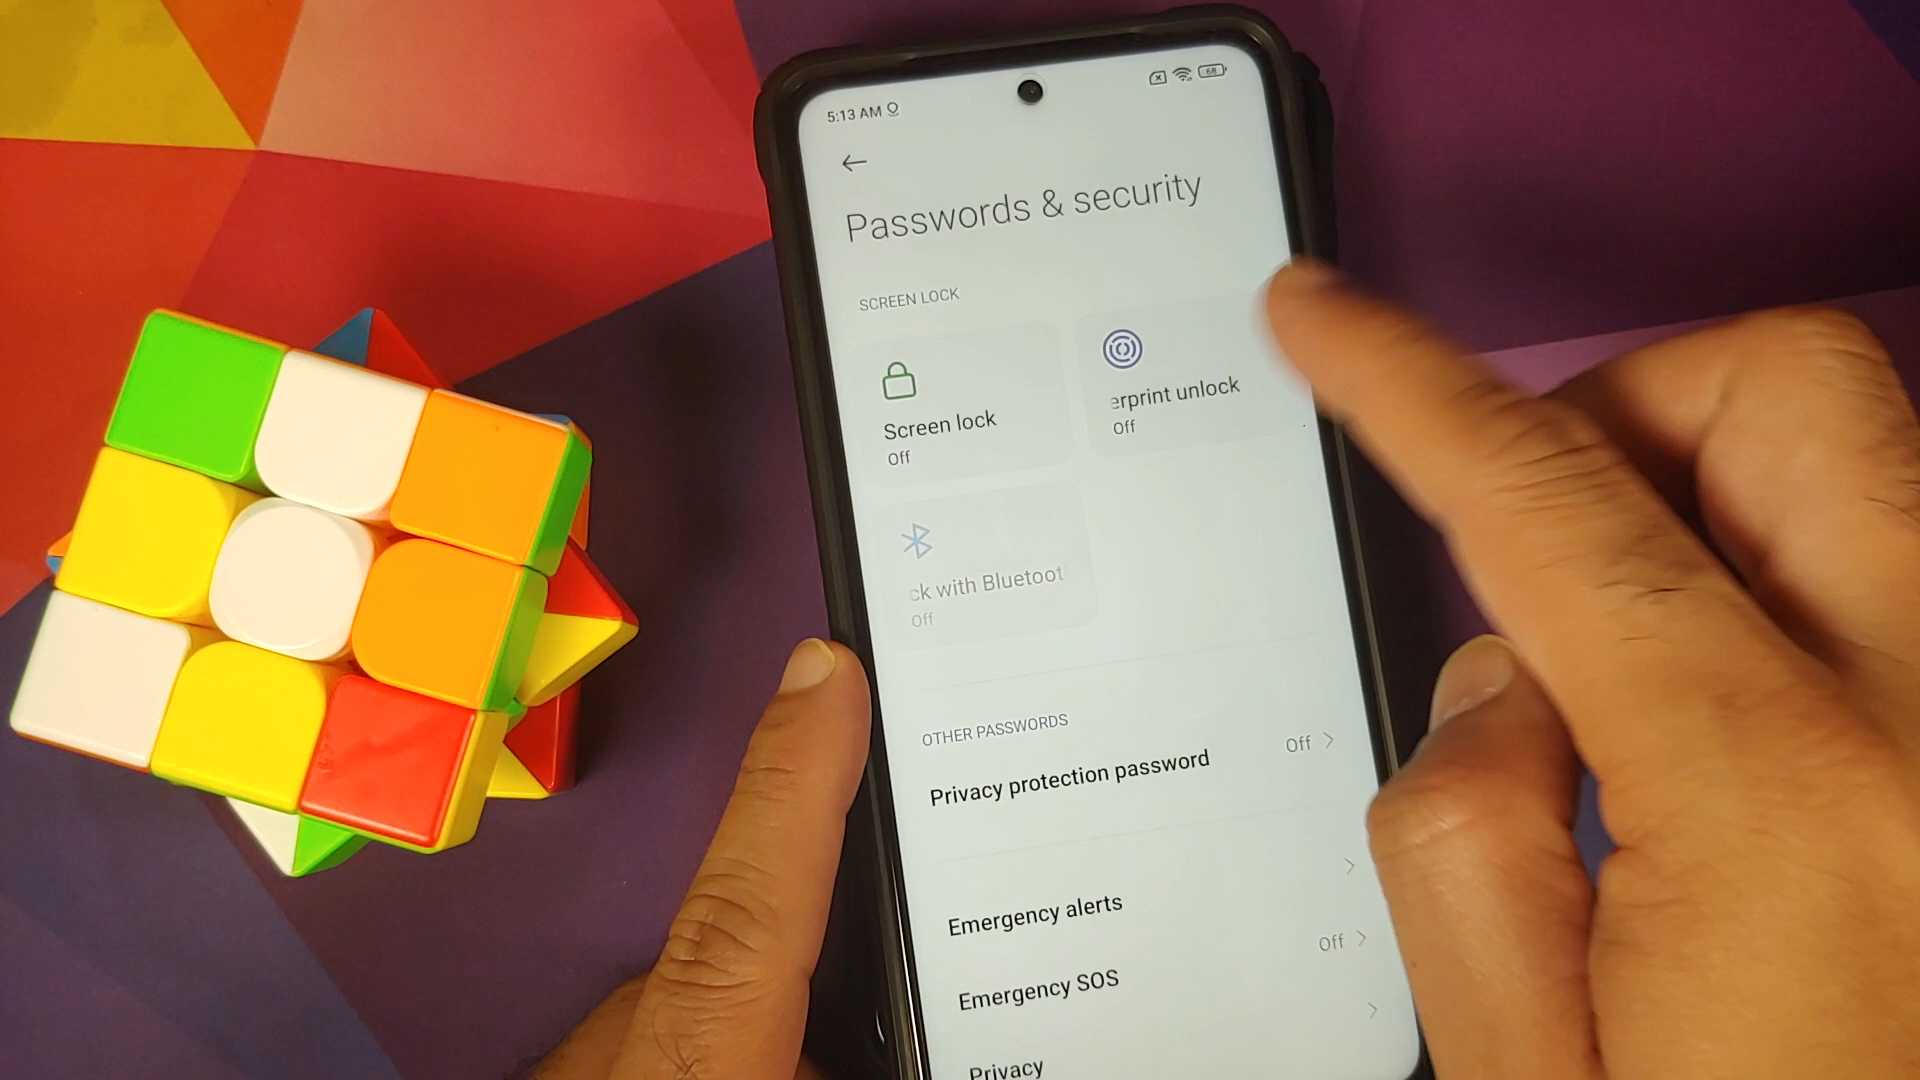 5:13 AM
68
Passwords & security
SCREEN LOCK
Screen lock
Off
erprint unlock
Off
ck with Bluetoot
Off
OTHER PASSWORDS
Privacy protection password
Off
Emergency alerts
Emergency SOS
Off
Privacy